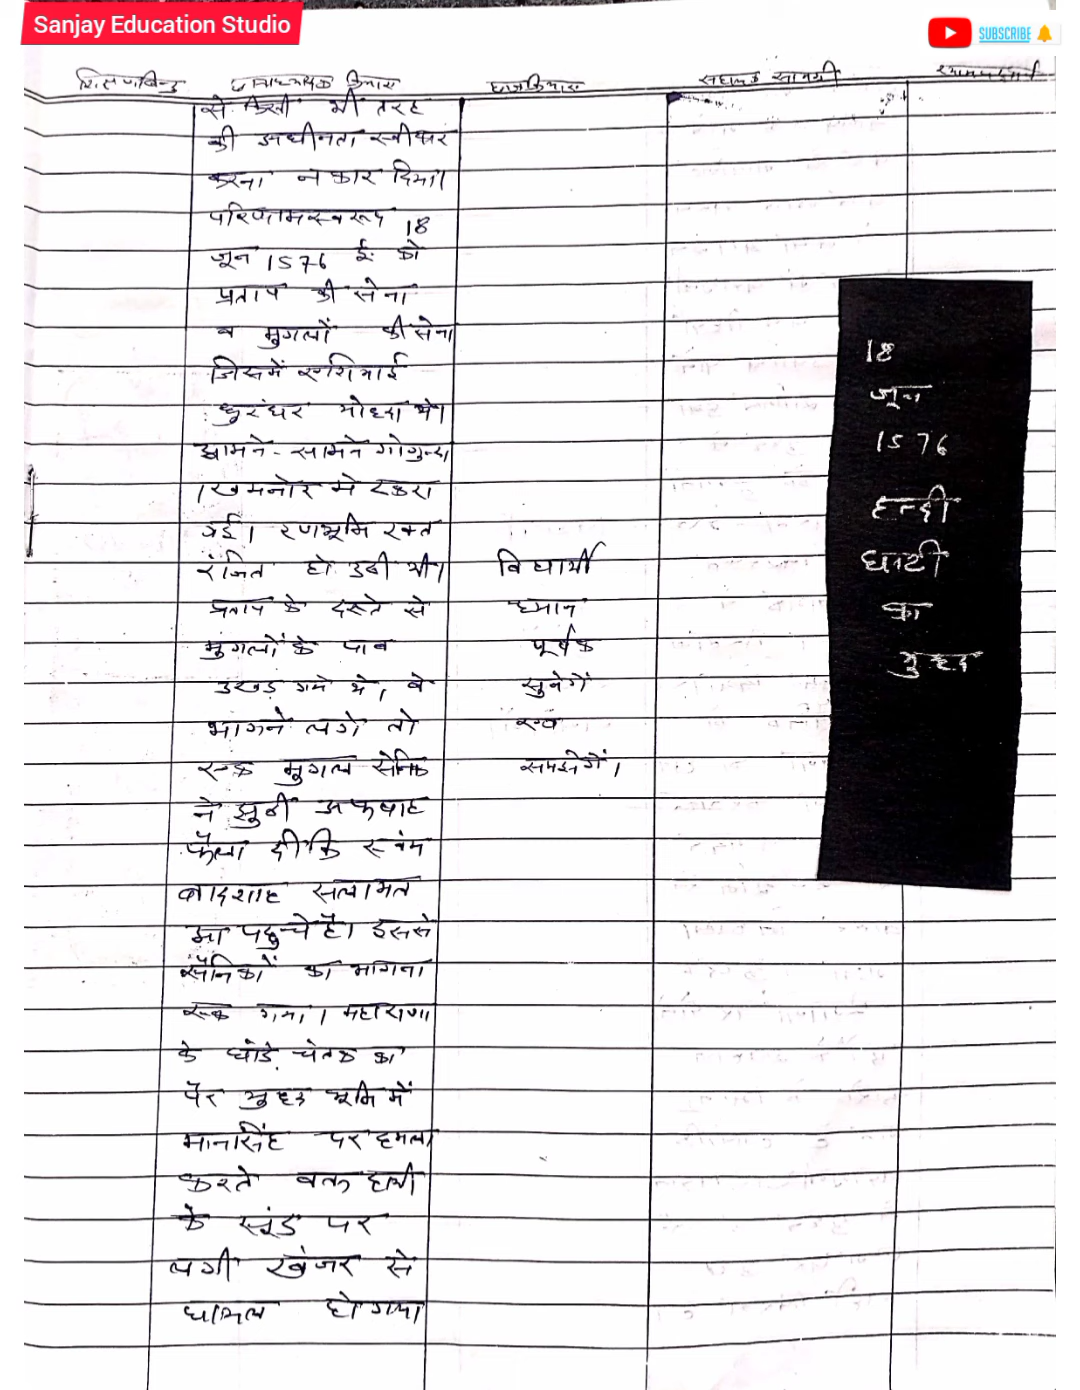 Sanjay Education Studio
SUBSCRIBE
शिक्षणबिन्दु छात्राध्यापक क्रियाएं छात्रक्रियाएं सहायक सामग्री श्यामपट्टकार्य
से किसी भी तरह
की अधीनता स्वीकार
करना नकार दिया।
परिणामस्वरूप 18
जून 1576 ई. को
प्रताप की सेना
व मुगलों की सेना
जिसमें
धुरंधर योद्धा थे।
आमने-सामने गोगुन्दा
/खमनोर मे टकरा
गई। रणभूमि रक्त
रंजित हो उठी थी।
प्रताप के दस्ते से
मुगलों के पाव
उखड़ गये थे, वे
भागने लगे तो
एक मुगल सैनिक
ने झुठी अफवाह
फैला दी कि स्वंय
बादशाह सलामत
आ पहुचे है। इससे
सैनिकों का भागना
रूक गया। महाराणा
के घोडे़ चेतक का
पैर युद्ध भूमि में
मानसिंह पर हमला
करते वक्त हाथी
के सूंड पर
लगी खंजर से
घायल हो गया
विद्यार्थी
ध्यान
पूर्वक
सुनेगें
एवं
समझेगें।
18
जून
1576
हल्दी
घाटी
का
युद्ध